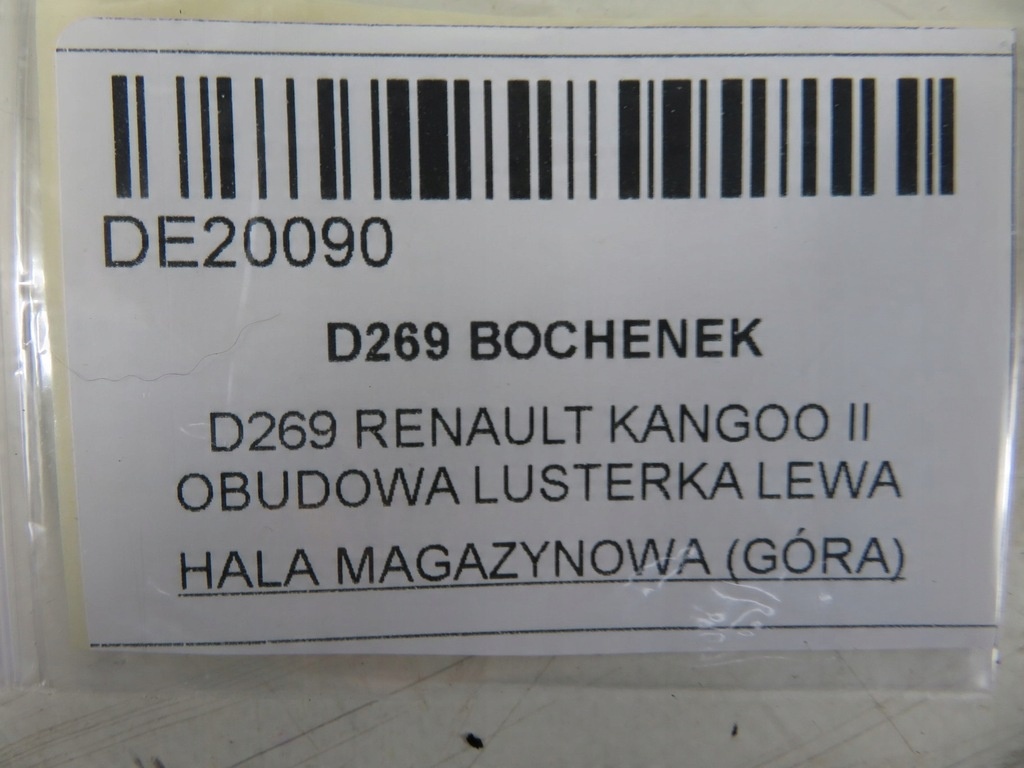 DE20090
D269 BOCHENEK
D269 RENAULT KANGOO II
OBUDOWA LUSTERKA LEWA
HALA MAGAZYNOWA (GÓRA)